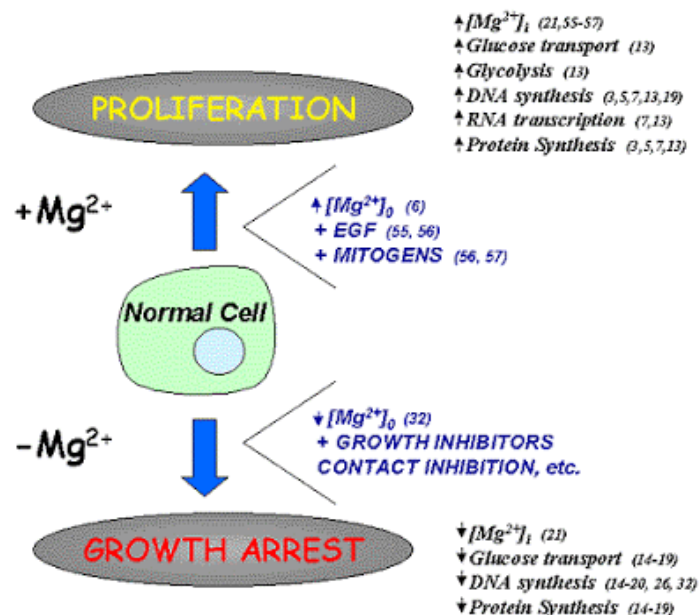 ↑[Mg²⁺]ᵢ (21,55-57)
↑Glucose transport (13)
↑Glycolysis (13)
↑DNA synthesis (3,5,7,13,19)
↑RNA transcription (7,13)
↑Protein Synthesis (3,5,7,13)
PROLIFERATION
+Mg²⁺
↑[Mg²⁺]₀ (6)
+ EGF (55, 56)
+ MITOGENS (56, 57)
Normal Cell
-Mg²⁺
↓[Mg²⁺]₀ (32)
+ GROWTH INHIBITORS
CONTACT INHIBITION, etc.
GROWTH ARREST
↓[Mg²⁺]ᵢ (21)
↓Glucose transport (14-19)
↓DNA synthesis (14-20, 26, 32)
↓Protein Synthesis (14-19)